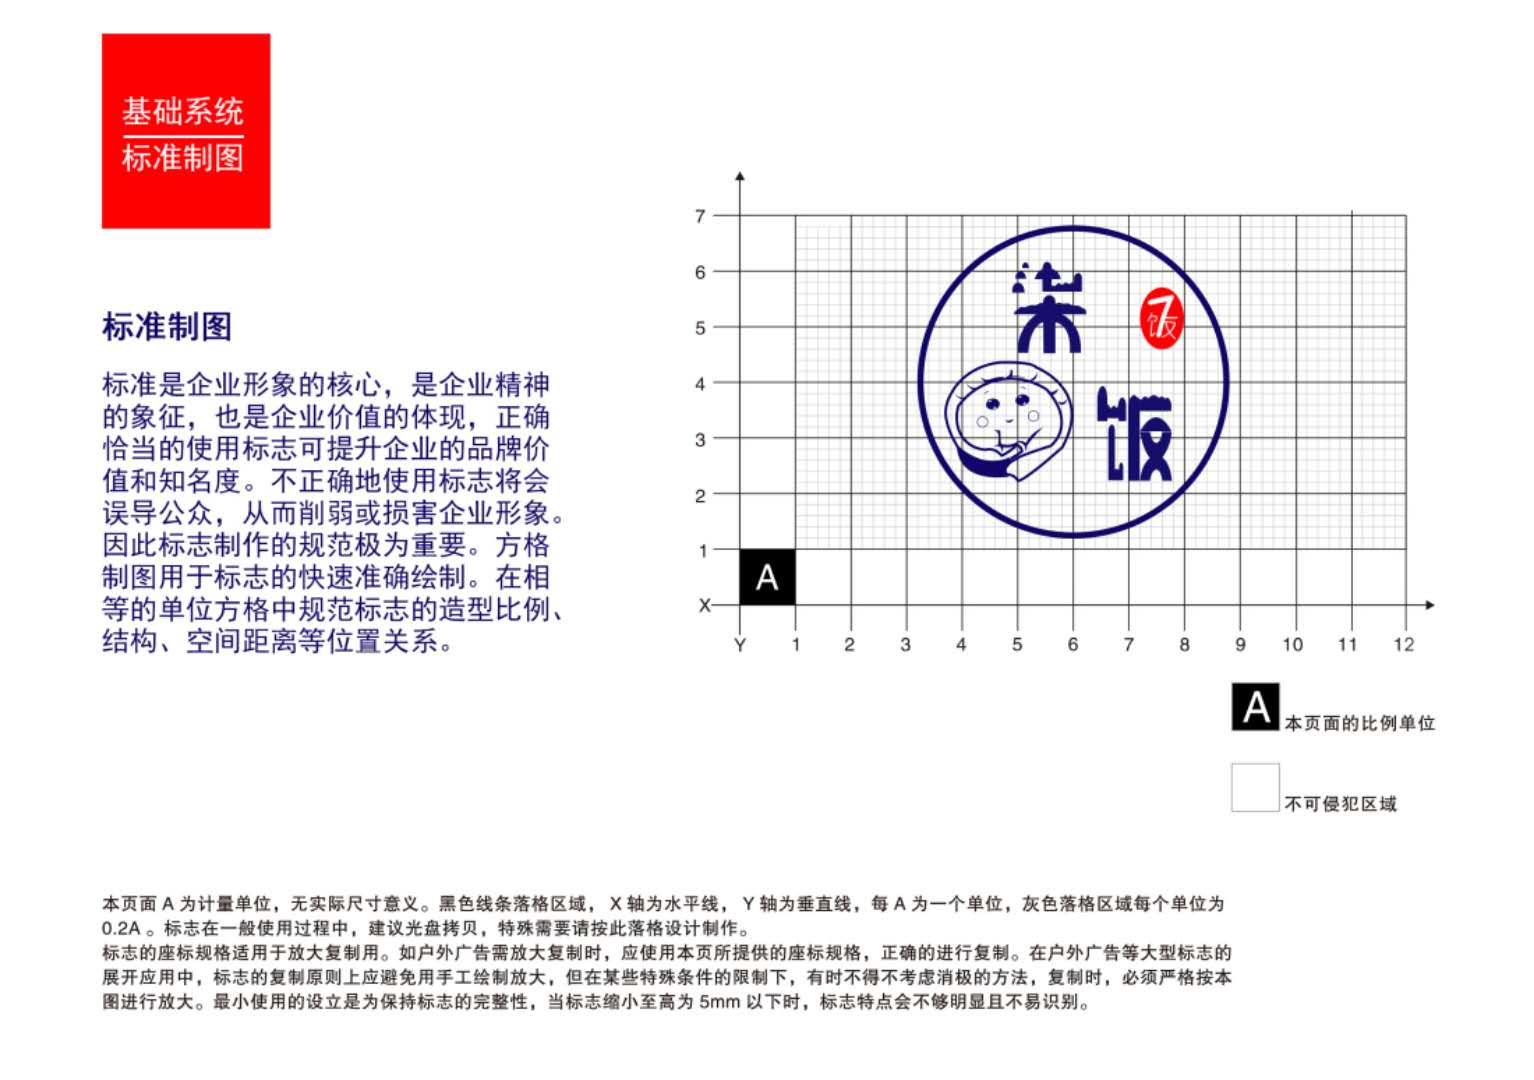 基础系统
标准制图
标准制图
标准是企业形象的核心，是企业精神
的象征，也是企业价值的体现，正确
恰当的使用标志可提升企业的品牌价
值和知名度。不正确地使用标志将会
误导公众，从而削弱或损害企业形象。
因此标志制作的规范极为重要。方格
制图用于标志的快速准确绘制。在相
等的单位方格中规范标志的造型比例、
结构、空间距离等位置关系。
7
6
5
4
3
2
1
X
柒
7
饭
饭
A
Y 1 2 3 4 5 6 7 8 9 10 11 12
A 本页面的比例单位
不可侵犯区域
本页面 A 为计量单位，无实际尺寸意义。黑色线条落格区域， X 轴为水平线， Y 轴为垂直线，每 A 为一个单位，灰色落格区域每个单位为
0.2A 。标志在一般使用过程中，建议光盘拷贝，特殊需要请按此落格设计制作。
标志的座标规格适用于放大复制用。如户外广告需放大复制时，应使用本页所提供的座标规格，正确的进行复制。在户外广告等大型标志的
展开应用中，标志的复制原则上应避免用手工绘制放大，但在某些特殊条件的限制下，有时不得不考虑消极的方法，复制时，必须严格按本
图进行放大。最小使用的设立是为保持标志的完整性，当标志缩小至高为 5mm 以下时，标志特点会不够明显且不易识别。